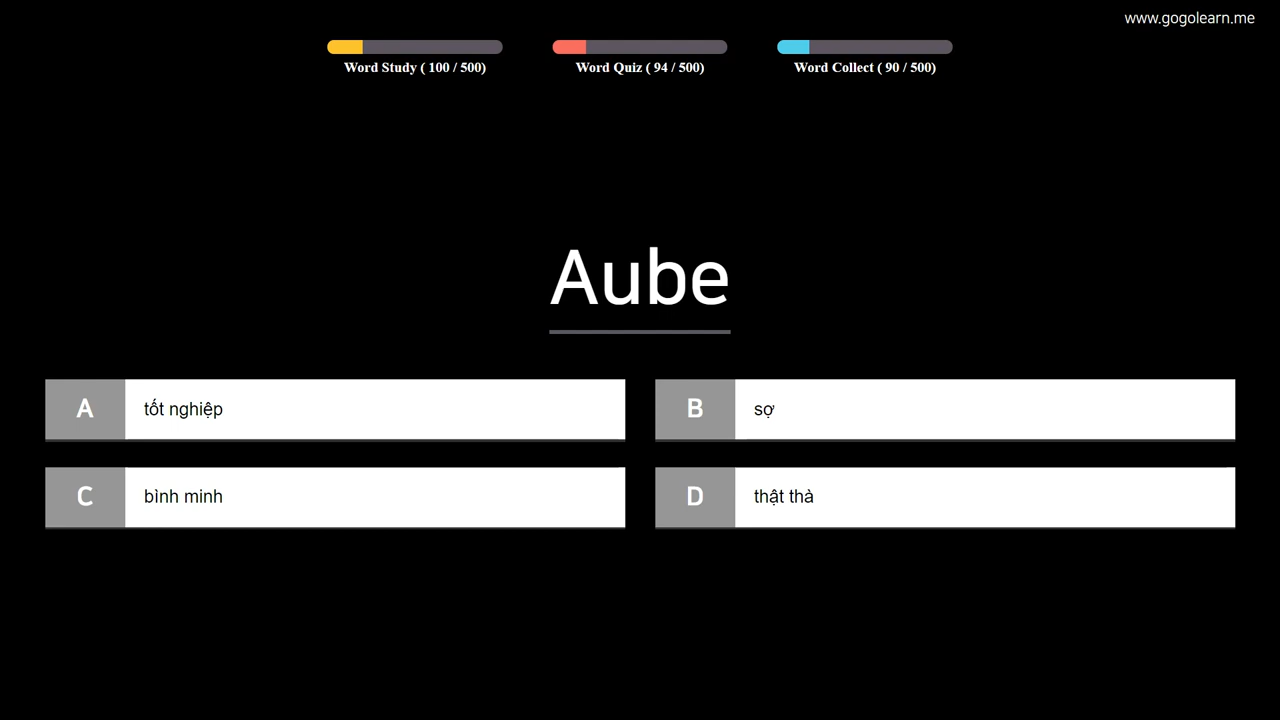 www.gogolearn.me
Word Study ( 100 / 500)
Word Quiz ( 94 / 500)
Word Collect ( 90 / 500)
Aube
A tốt nghiệp
B sợ
C bình minh
D thật thà